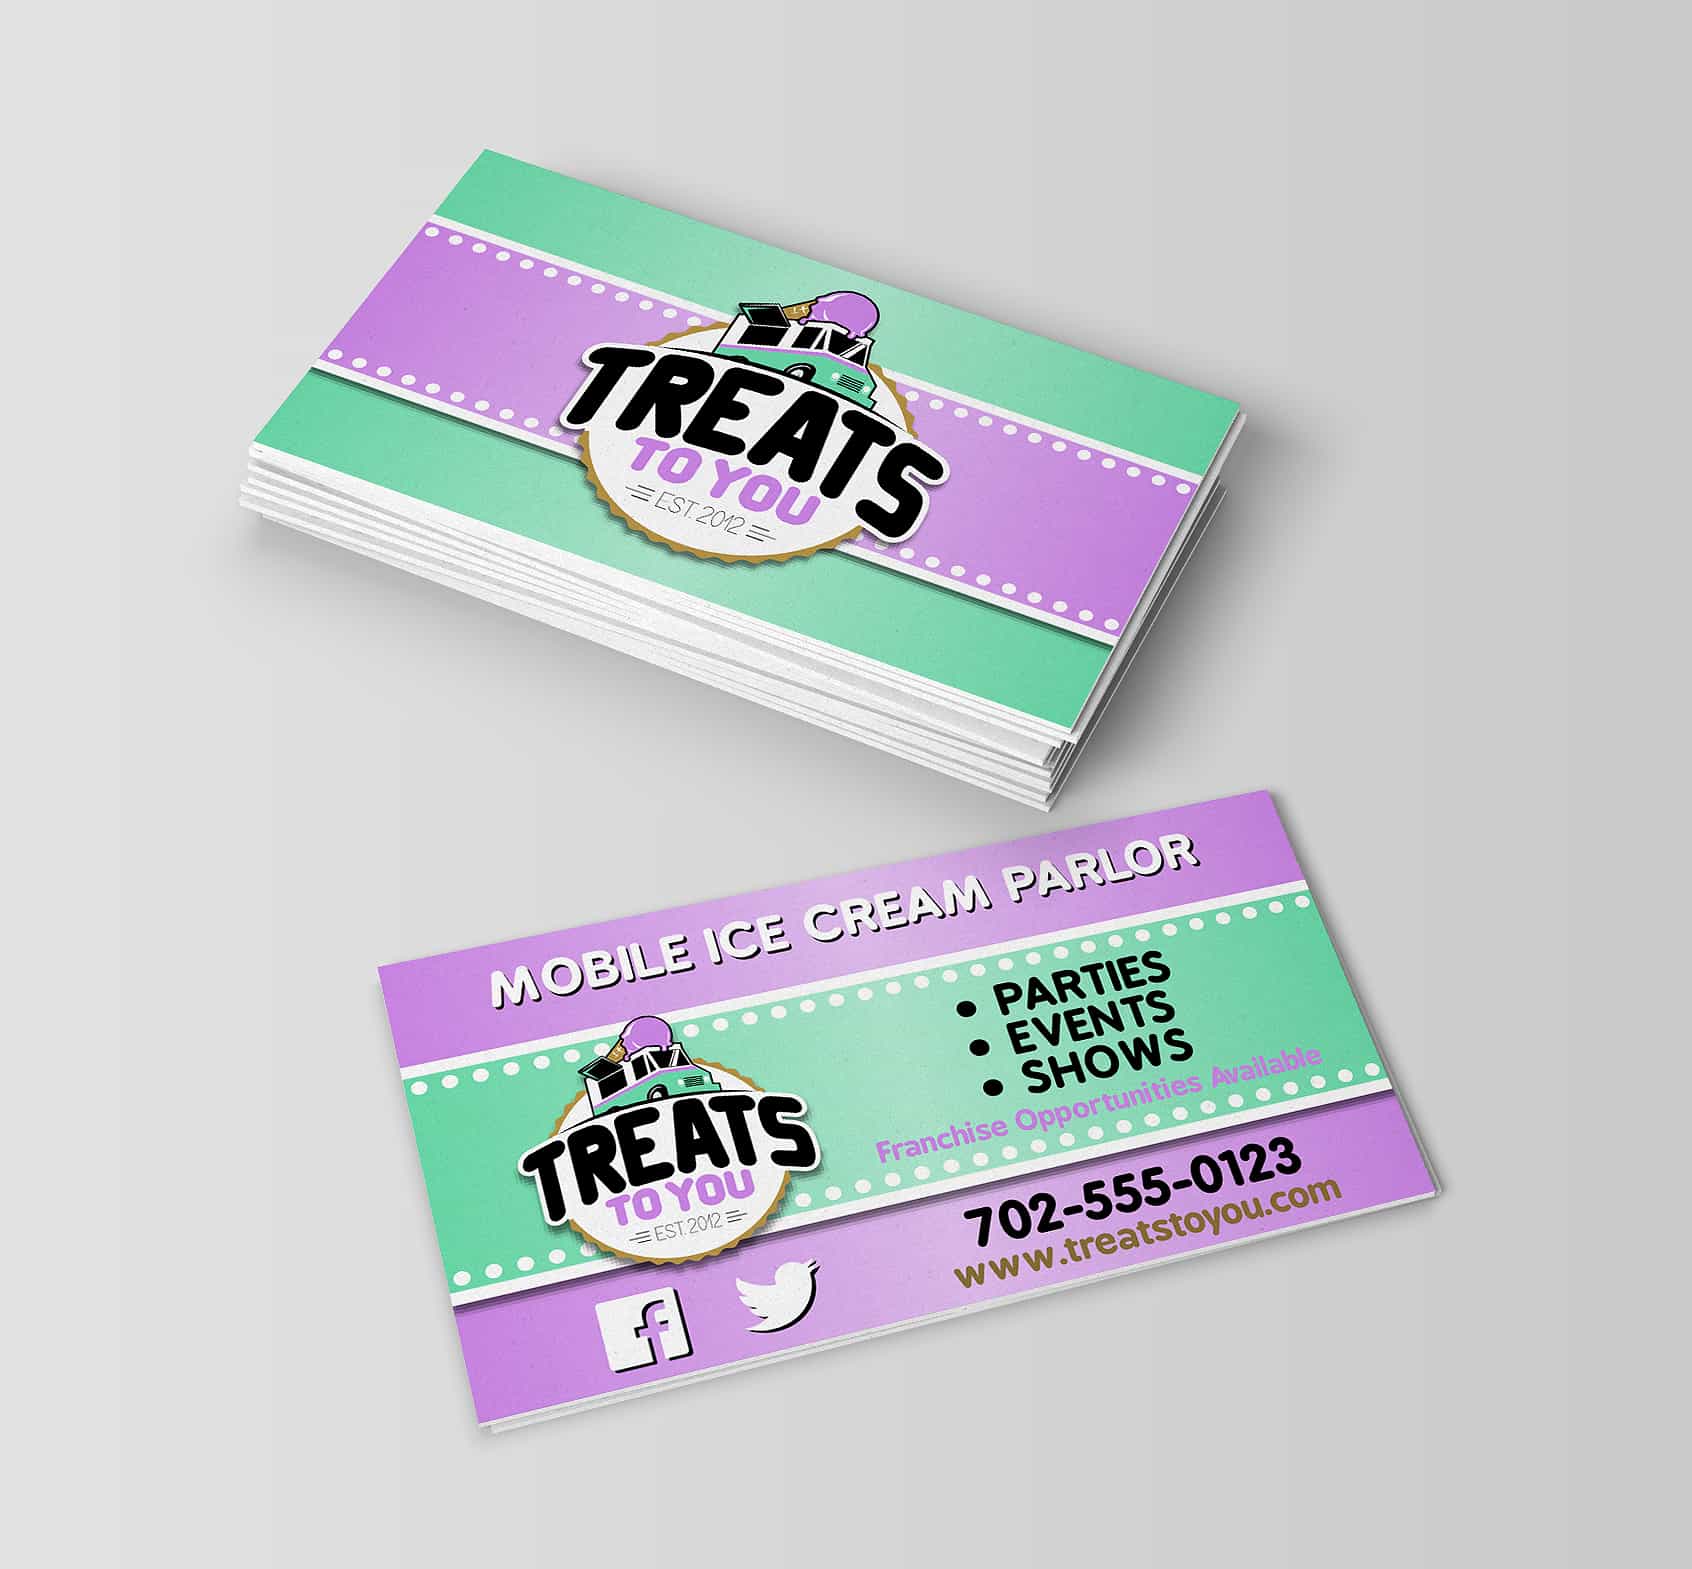 TREATS
TO YOU
EST. 2012
MOBILE ICE CREAM PARLOR
• PARTIES
• EVENTS
• SHOWS
Franchise Opportunities Available
TREATS
TO YOU
EST. 2012
702-555-0123
www.treatstoyou.com